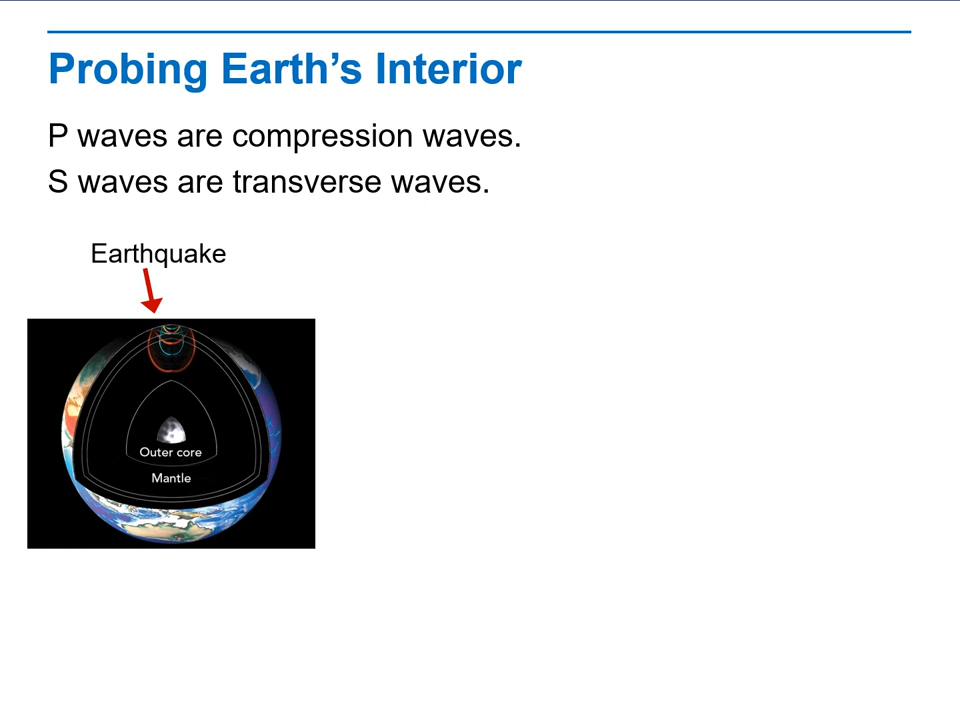 Probing Earth’s Interior
P waves are compression waves.
S waves are transverse waves.
Earthquake
Outer core
Mantle